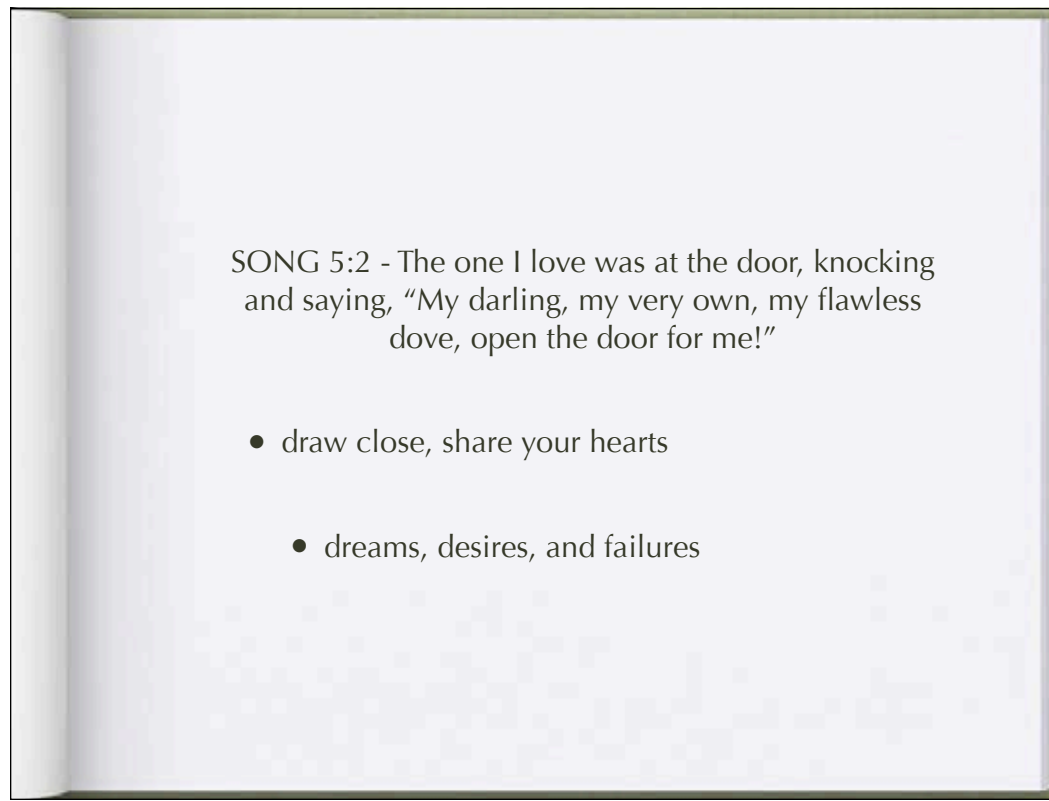 SONG 5:2 - The one I love was at the door, knocking
and saying, “My darling, my very own, my flawless
dove, open the door for me!”
• draw close, share your hearts
• dreams, desires, and failures